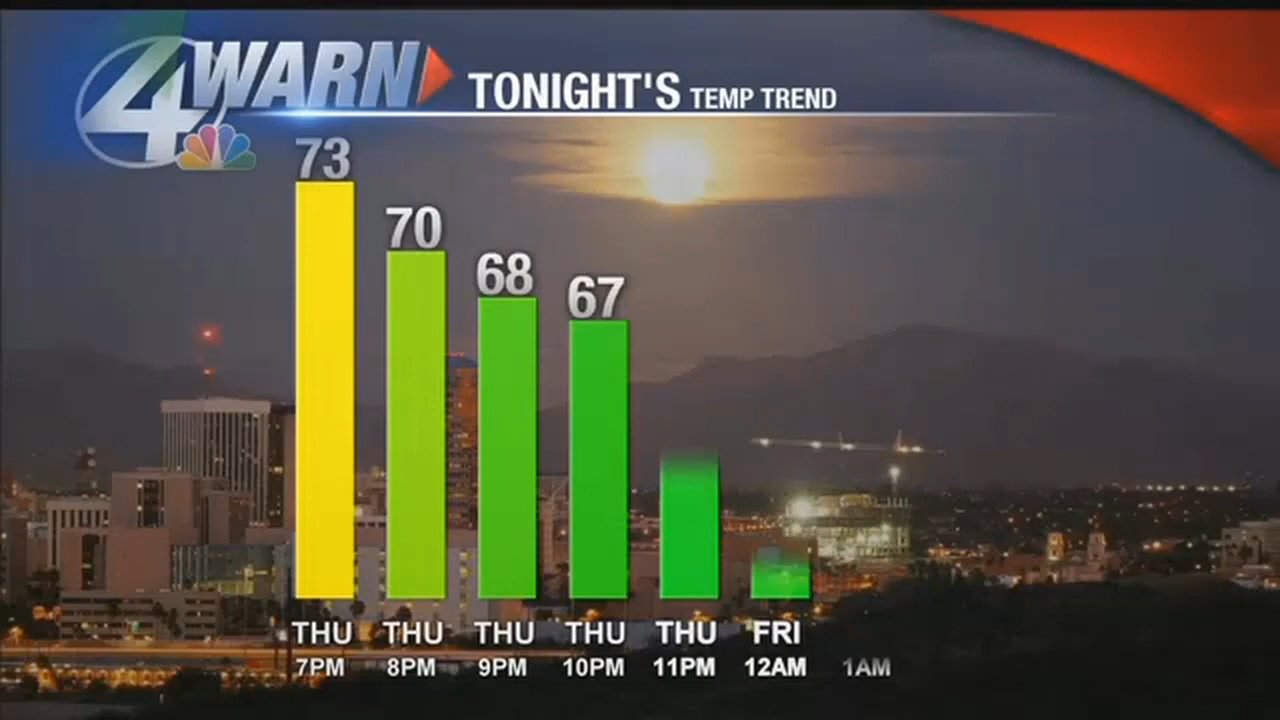 4WARN TONIGHT'S TEMP TREND
73
70
68
67
THU THU THU THU THU FRI
7PM 8PM 9PM 10PM 11PM 12AM 1AM